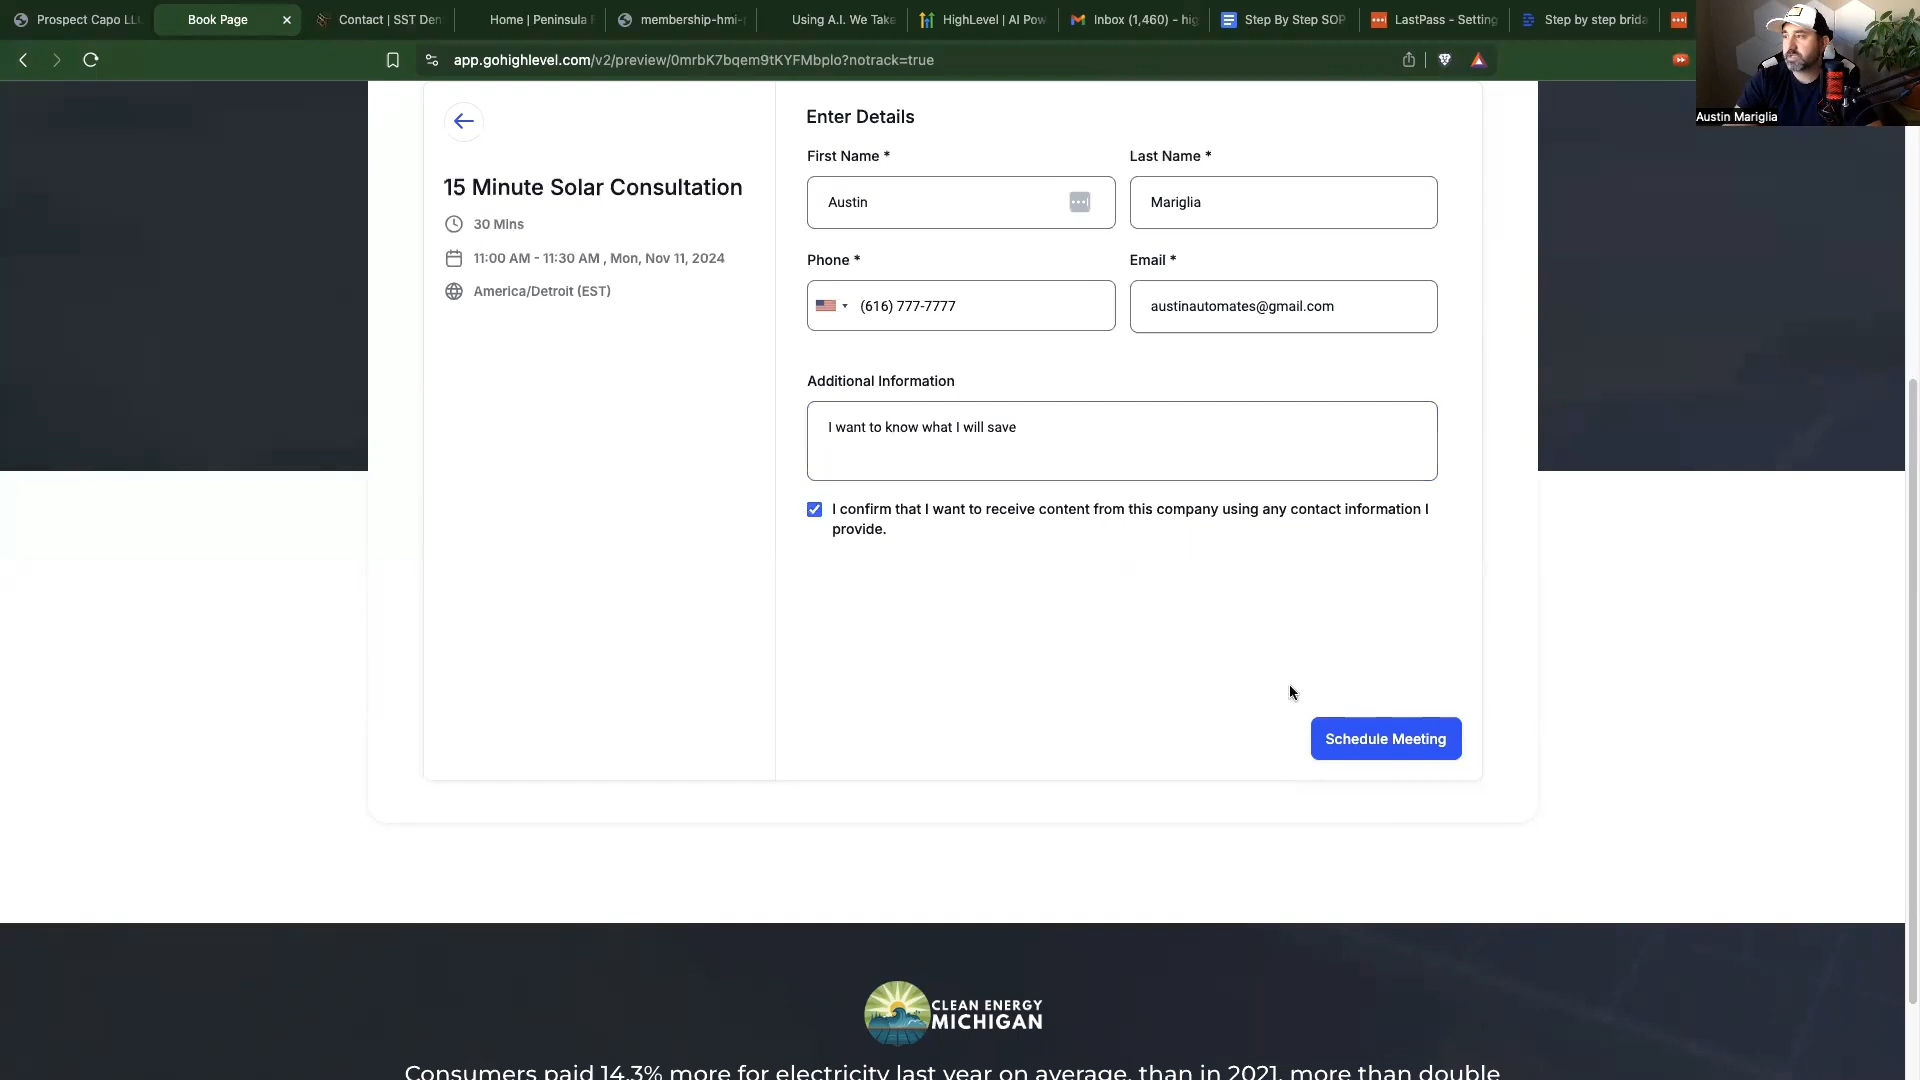 Prospect Capo LL
Book Page
Contact | SST Den
Home | Peninsula
membership-hmi-
Using A.I. We Take
HighLevel | AI Pow
Inbox (1,460) - hig
Step By Step SOP
LastPass - Setting
Step by step brida
app.gohighlevel.com/v2/preview/0mrbK7bqem9tKYFMbplo?notrack=true
Austin Mariglia
Enter Details
First Name *
Last Name *
15 Minute Solar Consultation
Austin
Mariglia
30 Mins
11:00 AM - 11:30 AM , Mon, Nov 11, 2024
Phone *
Email *
America/Detroit (EST)
(616) 777-7777
austinautomates@gmail.com
Additional Information
I want to know what I will save
I confirm that I want to receive content from this company using any contact information I
provide.
Schedule Meeting
CLEAN ENERGY
MICHIGAN
Consumers paid 14.3% more for electricity last year on average, than in 2021, more than double